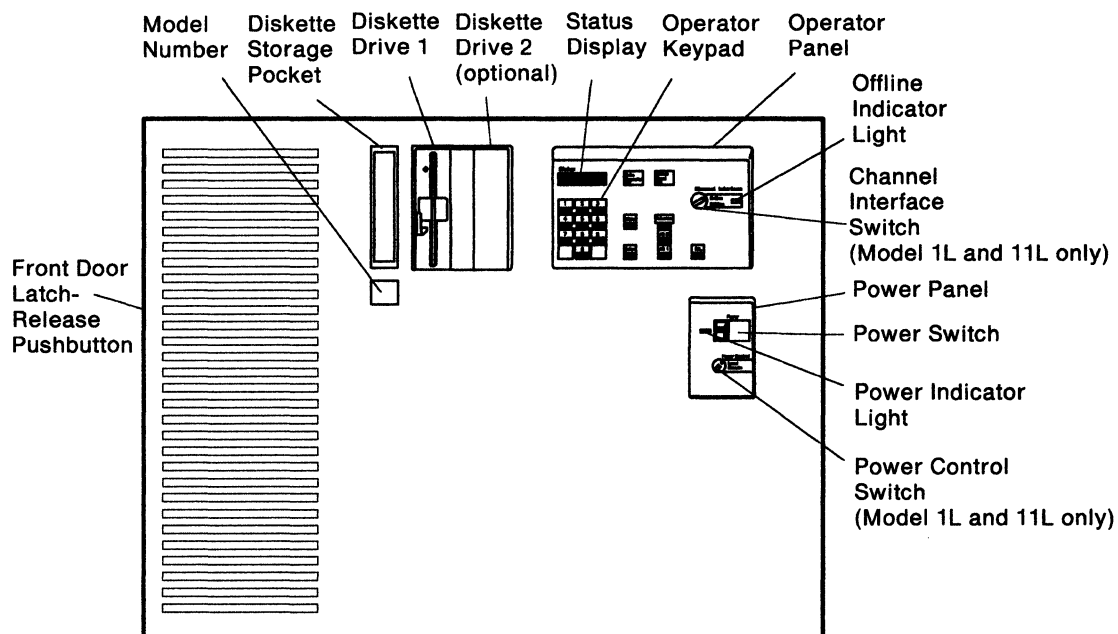 Model
Number
Diskette
Storage
Pocket
Diskette
Drive 1
Diskette
Drive 2
(optional)
Status
Display
Operator
Keypad
Operator
Panel
Offline
Indicator
Light
Channel
Interface
Switch
(Model 1L and 11L only)
Front Door
Latch-
Release
Pushbutton
Power Panel
Power Switch
Power Indicator
Light
Power Control
Switch
(Model 1L and 11L only)
Channel Interface